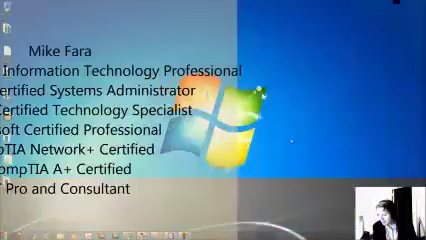 Mike Fara
Information Technology Professional
ertified Systems Administrator
Certified Technology Specialist
soft Certified Professional
pTIA Network+ Certified
ompTIA A+ Certified
Pro and Consultant